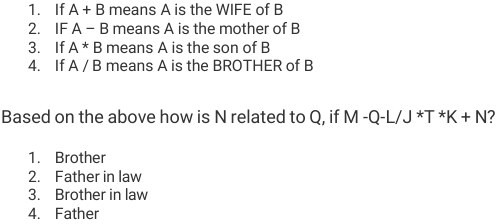 1. If A + B means A is the WIFE of B
2. IF A – B means A is the mother of B
3. If A * B means A is the son of B
4. If A / B means A is the BROTHER of B
Based on the above how is N related to Q, if M -Q-L/J *T *K + N?
1. Brother
2. Father in law
3. Brother in law
4. Father